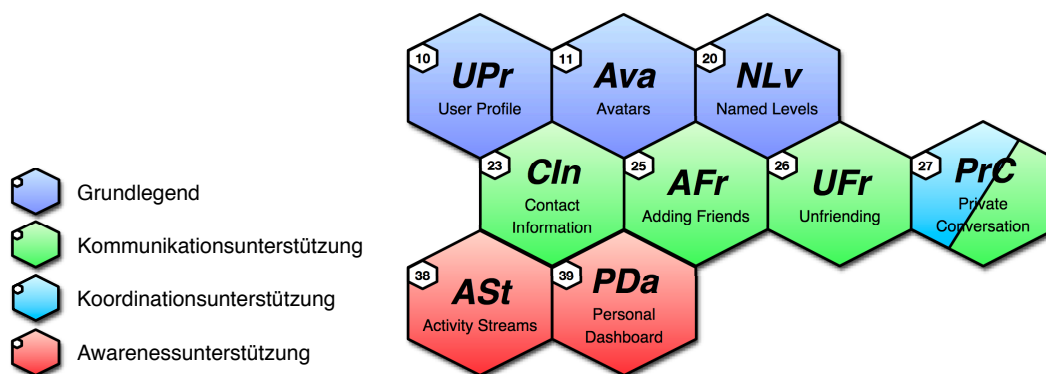 10
UPr
User Profile
11
Ava
Avatars
20
NLv
Named Levels
23
CIn
Contact
Information
25
AFr
Adding Friends
26
UFr
Unfriending
27
PrC
Private
Conversation
38
ASt
Activity Streams
39
PDa
Personal
Dashboard
Grundlegend
Kommunikationsunterstützung
Koordinationsunterstützung
Awarenessunterstützung